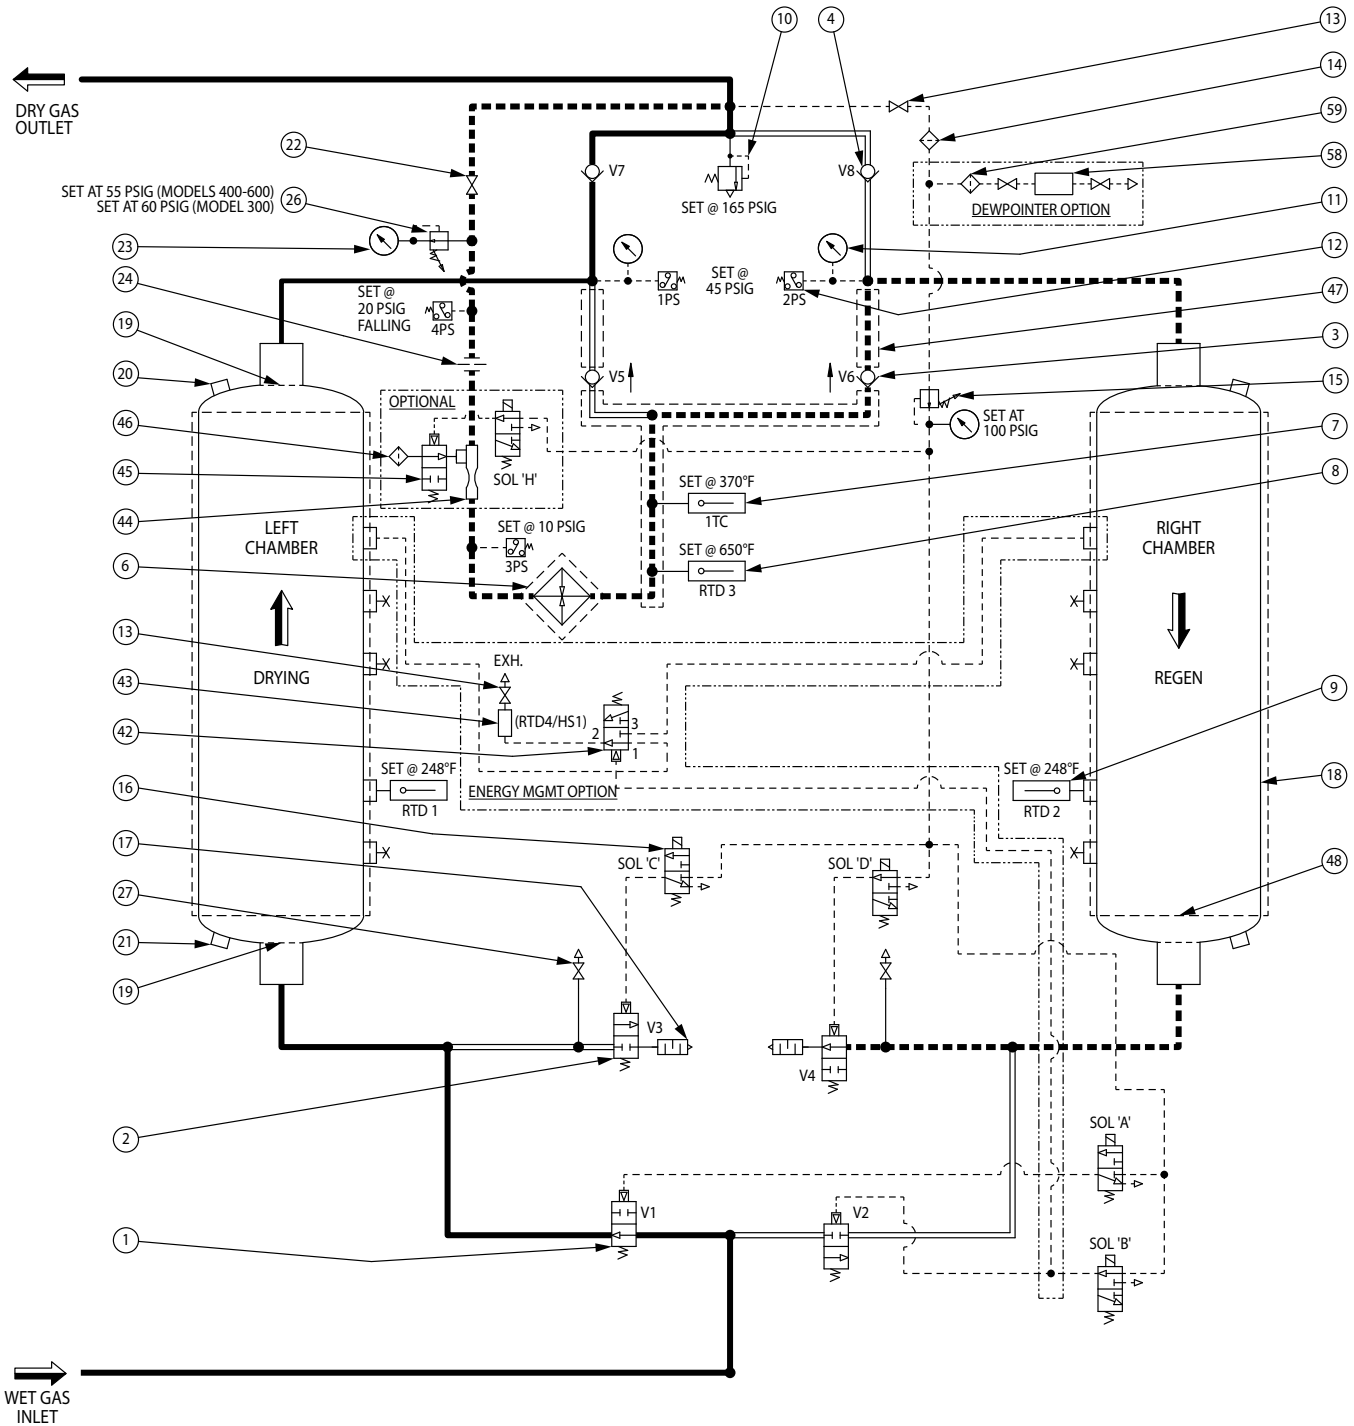 10
4
13
14
DRY GAS
OUTLET
59
22
58
V7
V8
SET AT 55 PSIG (MODELS 400-600)
SET AT 60 PSIG (MODEL 300)
26
SET @ 165 PSIG
DEWPOINTER OPTION
11
23
12
24
SET @
45 PSIG
1PS
2PS
47
SET @
20 PSIG
FALLING
4PS
19
3
20
V5
V6
15
OPTIONAL
SET AT
100 PSIG
46
7
45
SOL 'H'
SET @ 370°F
1TC
8
44
LEFT
CHAMBER
SET @ 10 PSIG
3PS
SET @ 650°F
RTD 3
RIGHT
CHAMBER
6
13
EXH.
DRYING
REGEN
43
(RTD4/HS1)
3
2
1
9
42
SET @ 248°F
RTD 1
ENERGY MGMT OPTION
SET @ 248°F
RTD 2
18
16
17
SOL 'C'
SOL 'D'
48
27
21
19
V3
V4
2
SOL 'A'
V1
V2
1
SOL 'B'
WET GAS
INLET